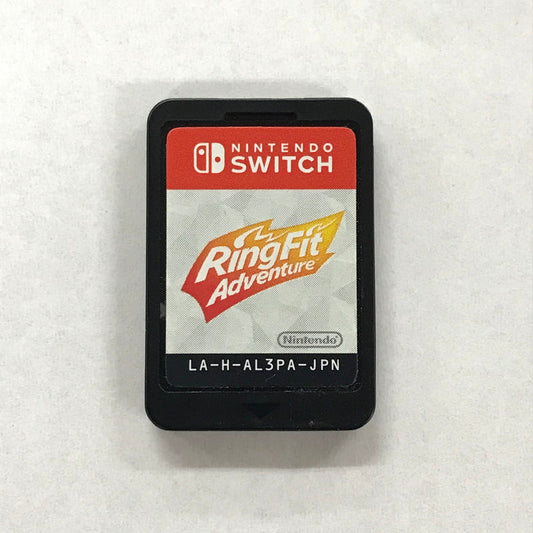 NINTENDO
SWITCH
RingFit
Adventure
Nintendo
LA-H-AL3PA-JPN